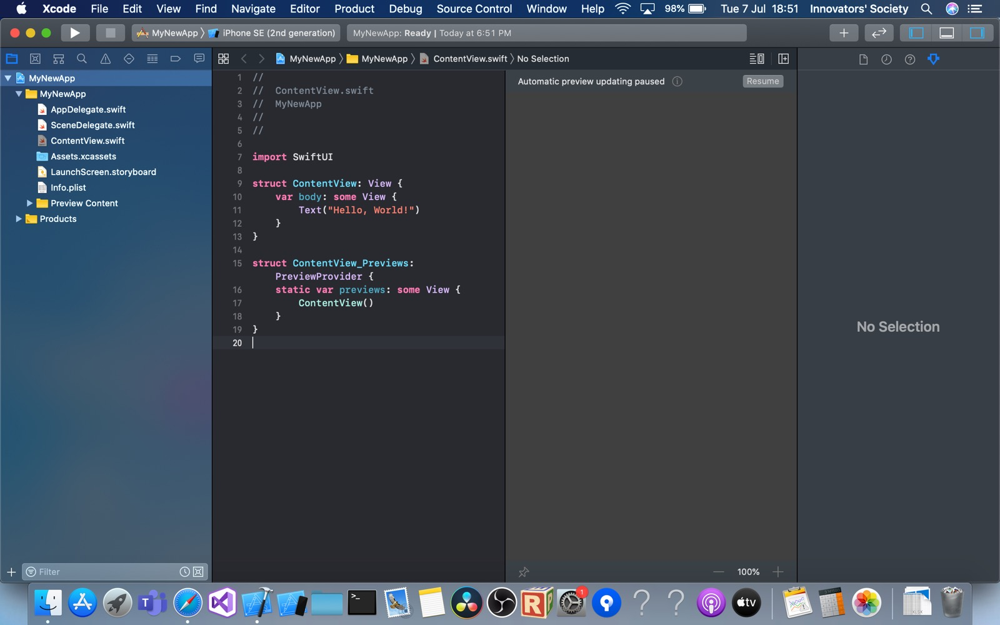 Xcode File Edit View Find Navigate Editor Product Debug Source Control Window Help 98% Tue 7 Jul 18:51 Innovators' Society
MyNewApp iPhone SE (2nd generation) MyNewApp: Ready | Today at 6:51 PM
MyNewApp MyNewApp ContentView.swift No Selection
MyNewApp
MyNewApp
AppDelegate.swift
SceneDelegate.swift
ContentView.swift
Assets.xcassets
LaunchScreen.storyboard
Info.plist
Preview Content
Products
Filter
1 //
2 // ContentView.swift
3 // MyNewApp
4 //
5 //
6
7 import SwiftUI
8
9 struct ContentView: View {
10 var body: some View {
11 Text("Hello, World!")
12 }
13 }
14
15 struct ContentView_Previews:
PreviewProvider {
16 static var previews: some View {
17 ContentView()
18 }
19 }
20
Automatic preview updating paused Resume
100%
No Selection
T
>_
R P
1
? ?
tv
XLSX